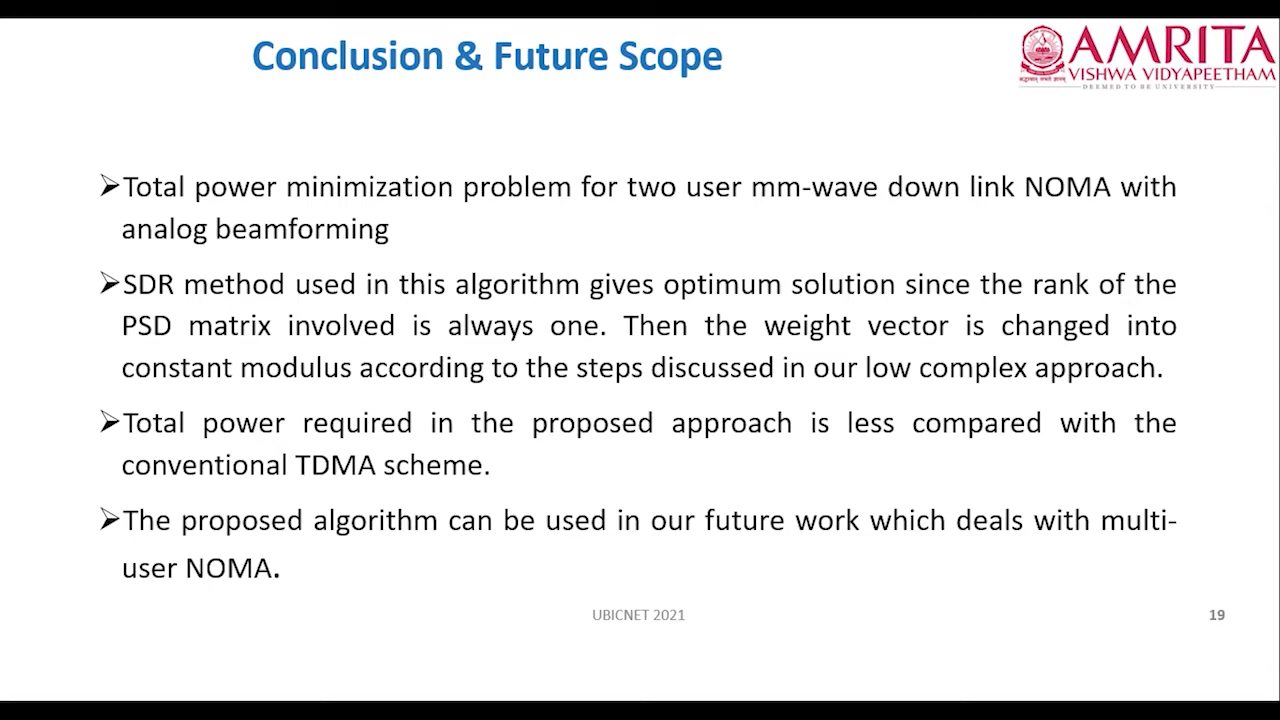 Conclusion & Future Scope
AMRITA
VISHWA VIDYAPEETHAM
DEEMED TO BE UNIVERSITY
➢Total power minimization problem for two user mm-wave down link NOMA with
analog beamforming
➢SDR method used in this algorithm gives optimum solution since the rank of the
PSD matrix involved is always one. Then the weight vector is changed into
constant modulus according to the steps discussed in our low complex approach.
➢Total power required in the proposed approach is less compared with the
conventional TDMA scheme.
➢The proposed algorithm can be used in our future work which deals with multi-
user NOMA.
UBICNET 2021
19